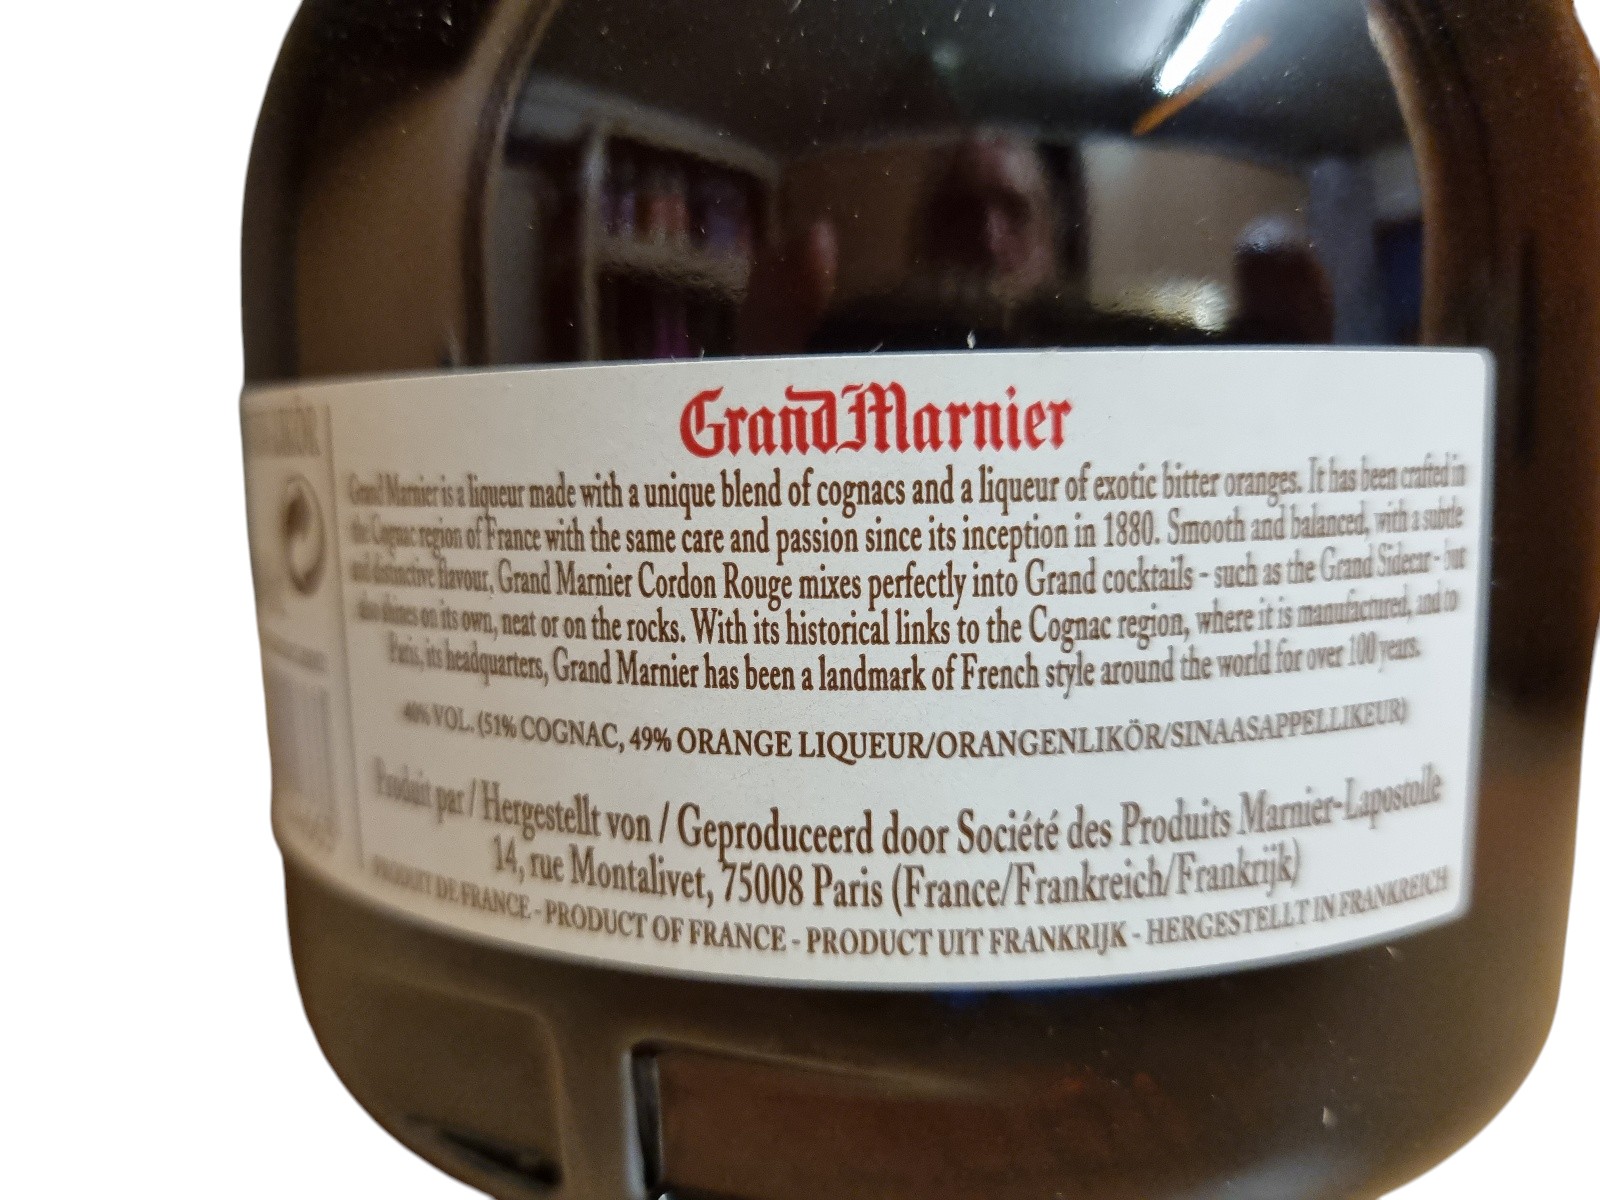 LIKÖR
Grand Marnier
Grand Marnier is a liqueur made with a unique blend of cognacs and a liqueur of exotic bitter oranges. It has been crafted in
the Cognac region of France with the same care and passion since its inception in 1880. Smooth and balanced, with a subtle
and distinctive flavour, Grand Marnier Cordon Rouge mixes perfectly into Grand cocktails - such as the Grand Sidecar - but
also shines on its own, neat or on the rocks. With its historical links to the Cognac region, where it is manufactured, and to
Paris, its headquarters, Grand Marnier has been a landmark of French style around the world for over 100 years.
40% VOL. (51% COGNAC, 49% ORANGE LIQUEUR/ORANGENLIKÖR/SINAASAPPELLIKEUR)
Produit par / Hergestellt von / Geproduceerd door Société des Produits Marnier-Lapostolle
14, rue Montalivet, 75008 Paris (France/Frankreich/Frankrijk)
PRODUIT DE FRANCE - PRODUCT OF FRANCE - PRODUCT UIT FRANKRIJK - HERGESTELLT IN FRANKREICH